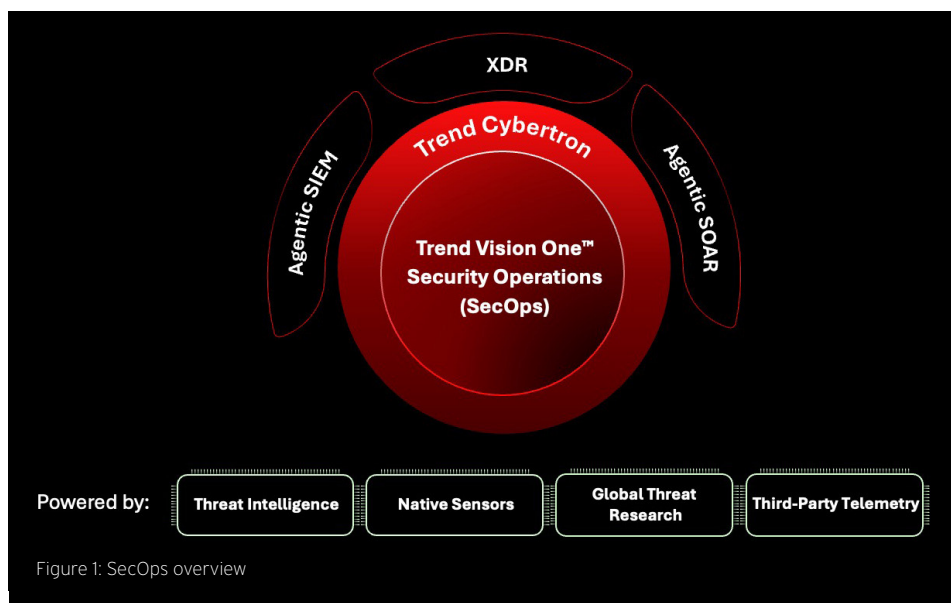 XDR
Agentic SIEM
Trend Cybertron
Agentic SOAR
Trend Vision One™
Security Operations
(SecOps)
Powered by:
Threat Intelligence
Native Sensors
Global Threat
Research
Third-Party Telemetry
Figure 1: SecOps overview